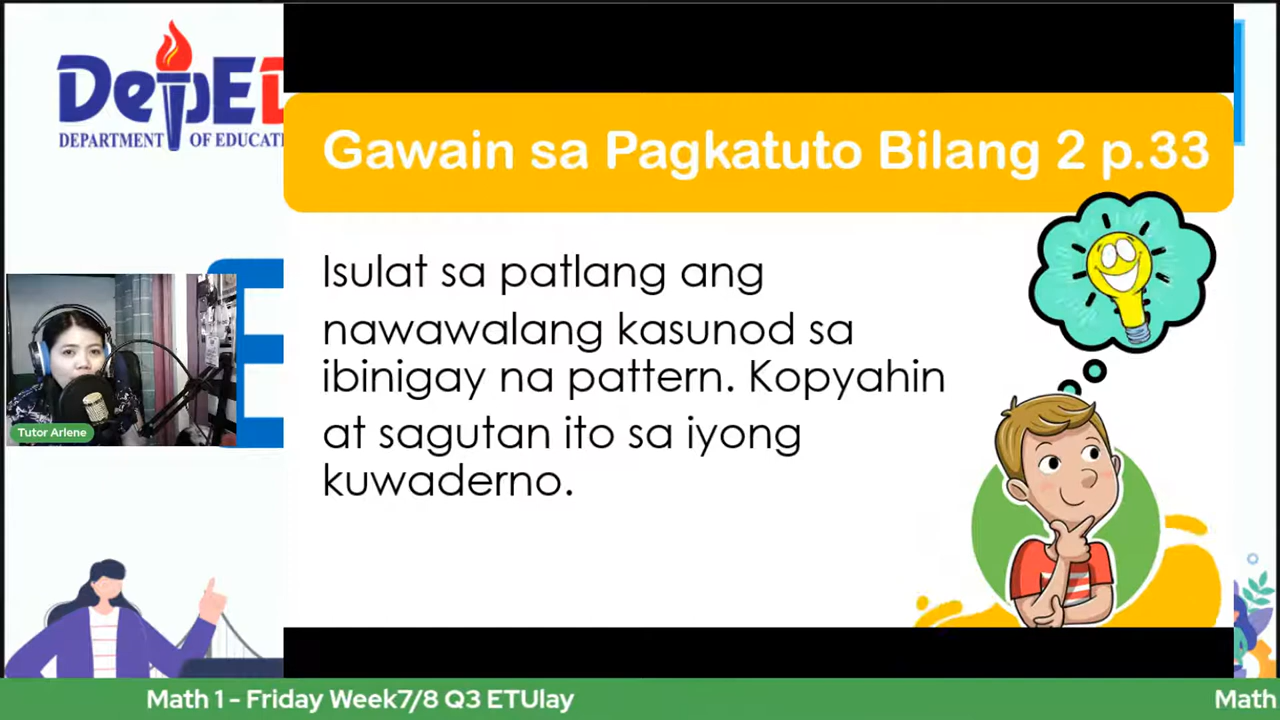 DepED
DEPARTMENT OF EDUCATI
Gawain sa Pagkatuto Bilang 2 p.33
Isulat sa patlang ang
nawawalang kasunod sa
ibinigay na pattern. Kopyahin
at sagutan ito sa iyong
kuwaderno.
Tutor Arlene
Math 1 - Friday Week7/8 Q3 ETUlay
Math